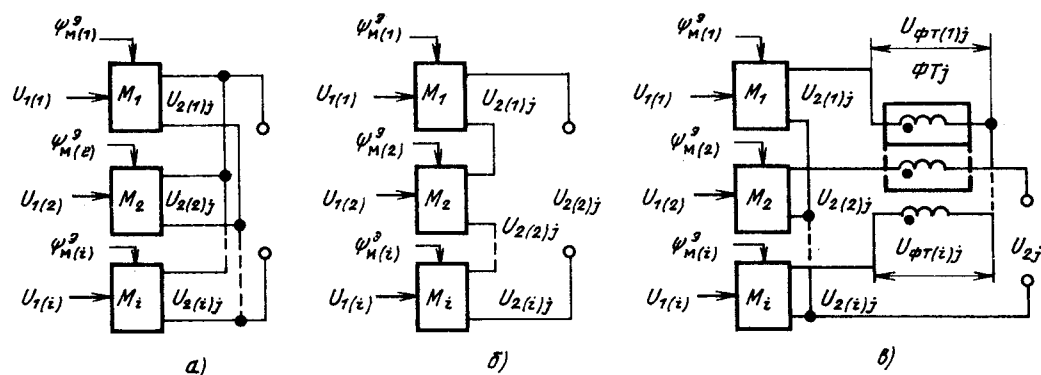 ψ^э_м(1)
U_1(1)
M_1
U_2(1)j
ψ^э_м(2)
U_1(2)
M_2
U_2(2)j
ψ^э_м(i)
U_1(i)
M_i
U_2(i)j
а)
ψ^э_м(1)
U_1(1)
M_1
U_2(1)j
ψ^э_м(2)
U_1(2)
M_2
U_2(2)j
U_2(2)j
ψ^э_м(i)
U_1(i)
M_i
U_2(i)j
б)
ψ^э_м(1)
U_фт(1)j
ФТj
U_1(1)
M_1
U_2(1)j
ψ^э_м(2)
U_1(2)
M_2
U_2(2)j
ψ^э_м(i)
U_фт(i)j
U_2j
U_1(i)
M_i
U_2(i)j
в)